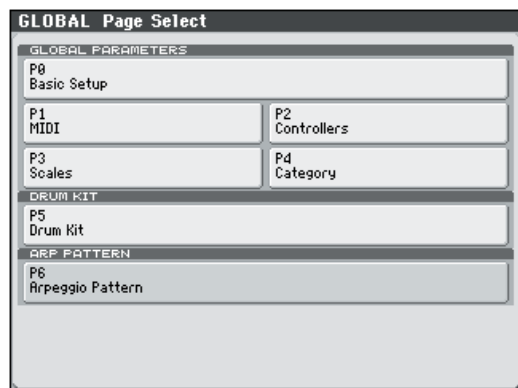 GLOBAL Page Select
GLOBAL PARAMETERS
P0
Basic Setup
P1
MIDI
P2
Controllers
P3
Scales
P4
Category
DRUM KIT
P5
Drum Kit
ARP PATTERN
P6
Arpeggio Pattern